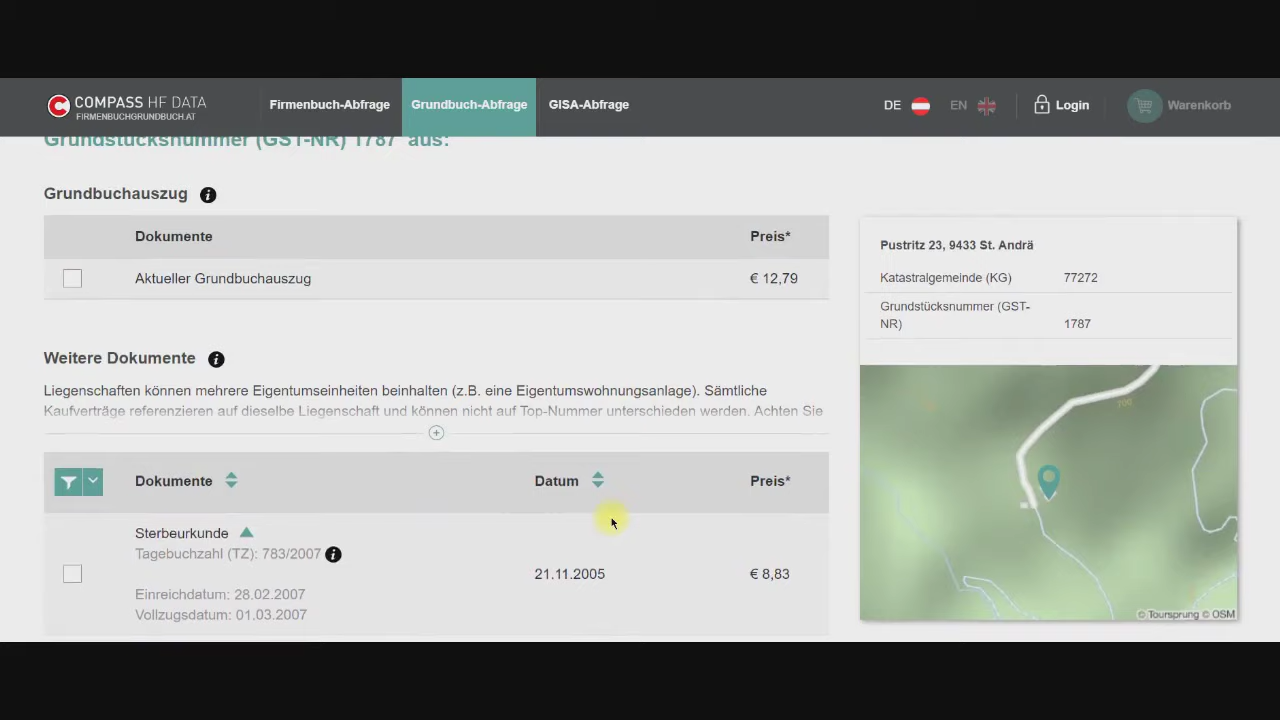 COMPASS HF DATA
FIRMENBUCHGRUNDBUCH.AT
Firmenbuch-Abfrage
Grundbuch-Abfrage
GISA-Abfrage
DE
EN
Login
Warenkorb
Grundstücksnummer (GST-NR) 1787 aus:
Grundbuchauszug
Dokumente Preis*
Aktueller Grundbuchauszug € 12,79
Weitere Dokumente
Liegenschaften können mehrere Eigentumseinheiten beinhalten (z.B. eine Eigentumswohnungsanlage). Sämtliche
Kaufverträge referenzieren auf dieselbe Liegenschaft und können nicht auf Top-Nummer unterschieden werden. Achten Sie
Dokumente Datum Preis*
Sterbeurkunde
Tagebuchzahl (TZ): 783/2007
21.11.2005 € 8,83
Einreichdatum: 28.02.2007
Vollzugsdatum: 01.03.2007
Pustritz 23, 9433 St. Andrä
Katastralgemeinde (KG) 77272
Grundstücksnummer (GST-
NR) 1787
700
© Toursprung © OSM